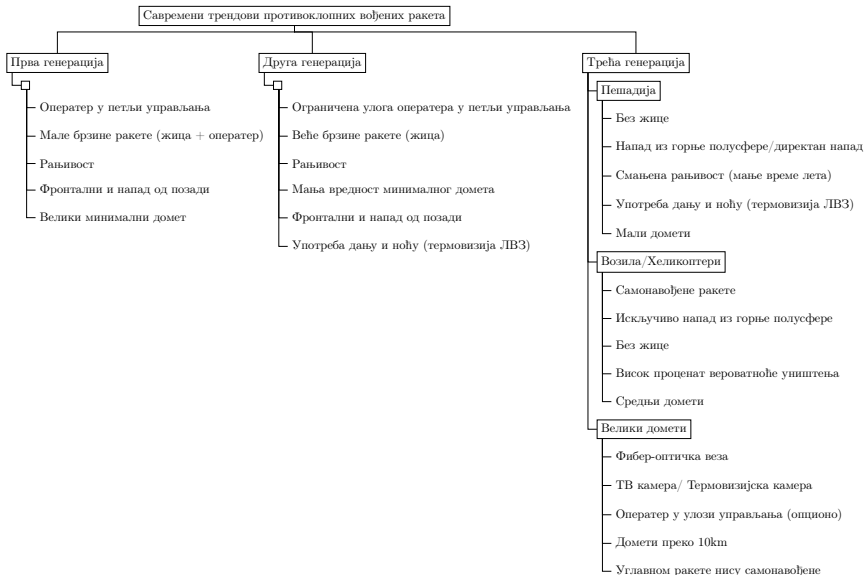 Савремени трендови противоклопних вођених ракета
Прва генерација
Оператер у петљи управљања
Мале брзине ракете (жица + оператер)
Рањивост
Фронтални и напад од позади
Велики минимални домет
Друга генерација
Ограничена улога оператера у петљи управљања
Веће брзине ракете (жица)
Рањивост
Мања вредност минималног домета
Фронтални и напад од позади
Употреба дању и ноћу (термовизија ЛВЗ)
Трећа генерација
Пешадија
Без жице
Напад из горње полусфере/директан напад
Смањена рањивост (мање време лета)
Употреба дању и ноћу (термовизија ЛВЗ)
Мали домети
Возила/Хеликоптери
Самонавођене ракете
Искључиво напад из горње полусфере
Без жице
Висок проценат вероватноће уништења
Средњи домети
Велики домети
Фибер-оптичка веза
ТВ камера/ Термовизијска камера
Оператер у улози управљања (опционо)
Домети преко 10km
Углавном ракете нису самонавођене